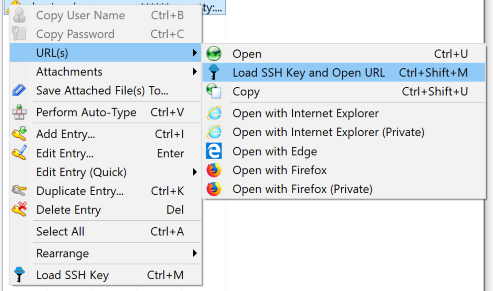 Copy User Name Ctrl+B
Copy Password Ctrl+C
URL(s)
Attachments
Save Attached File(s) To...
Perform Auto-Type Ctrl+V
Add Entry... Ctrl+I
Edit Entry... Enter
Edit Entry (Quick)
Duplicate Entry... Ctrl+K
Delete Entry Del
Select All Ctrl+A
Rearrange
Load SSH Key Ctrl+M
Open Ctrl+U
Load SSH Key and Open URL Ctrl+Shift+M
Copy Ctrl+Shift+U
Open with Internet Explorer
Open with Internet Explorer (Private)
Open with Edge
Open with Firefox
Open with Firefox (Private)